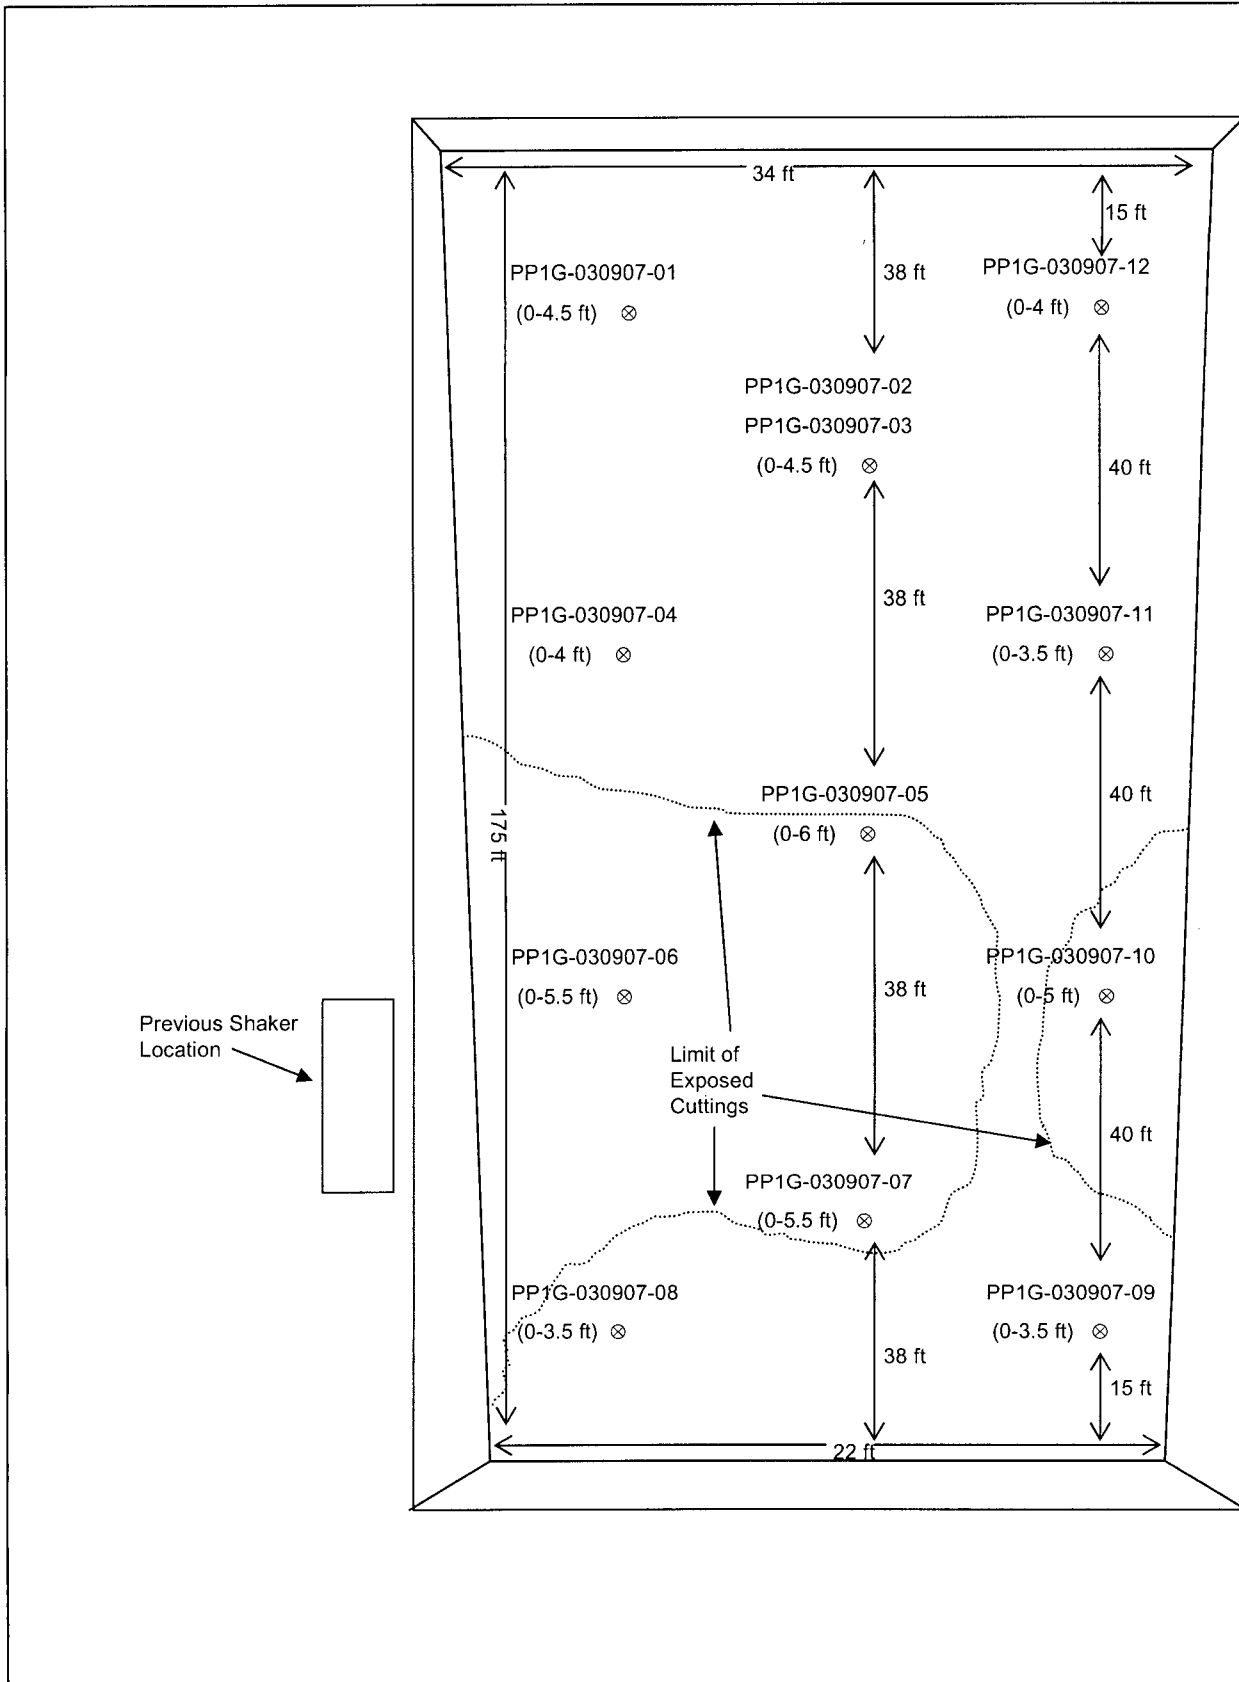 34 ft
15 ft
PP1G-030907-01
38 ft
PP1G-030907-12
(0-4.5 ft)
(0-4 ft)
PP1G-030907-02
PP1G-030907-03
(0-4.5 ft)
40 ft
38 ft
PP1G-030907-04
PP1G-030907-11
(0-4 ft)
(0-3.5 ft)
PP1G-030907-05
40 ft
175 ft
(0-6 ft)
PP1G-030907-06
PP1G-030907-10
(0-5.5 ft)
38 ft
(0-5 ft)
Previous Shaker
Location
Limit of
Exposed
Cuttings
40 ft
PP1G-030907-07
(0-5.5 ft)
PP1G-030907-08
PP1G-030907-09
(0-3.5 ft)
(0-3.5 ft)
38 ft
15 ft
22 ft